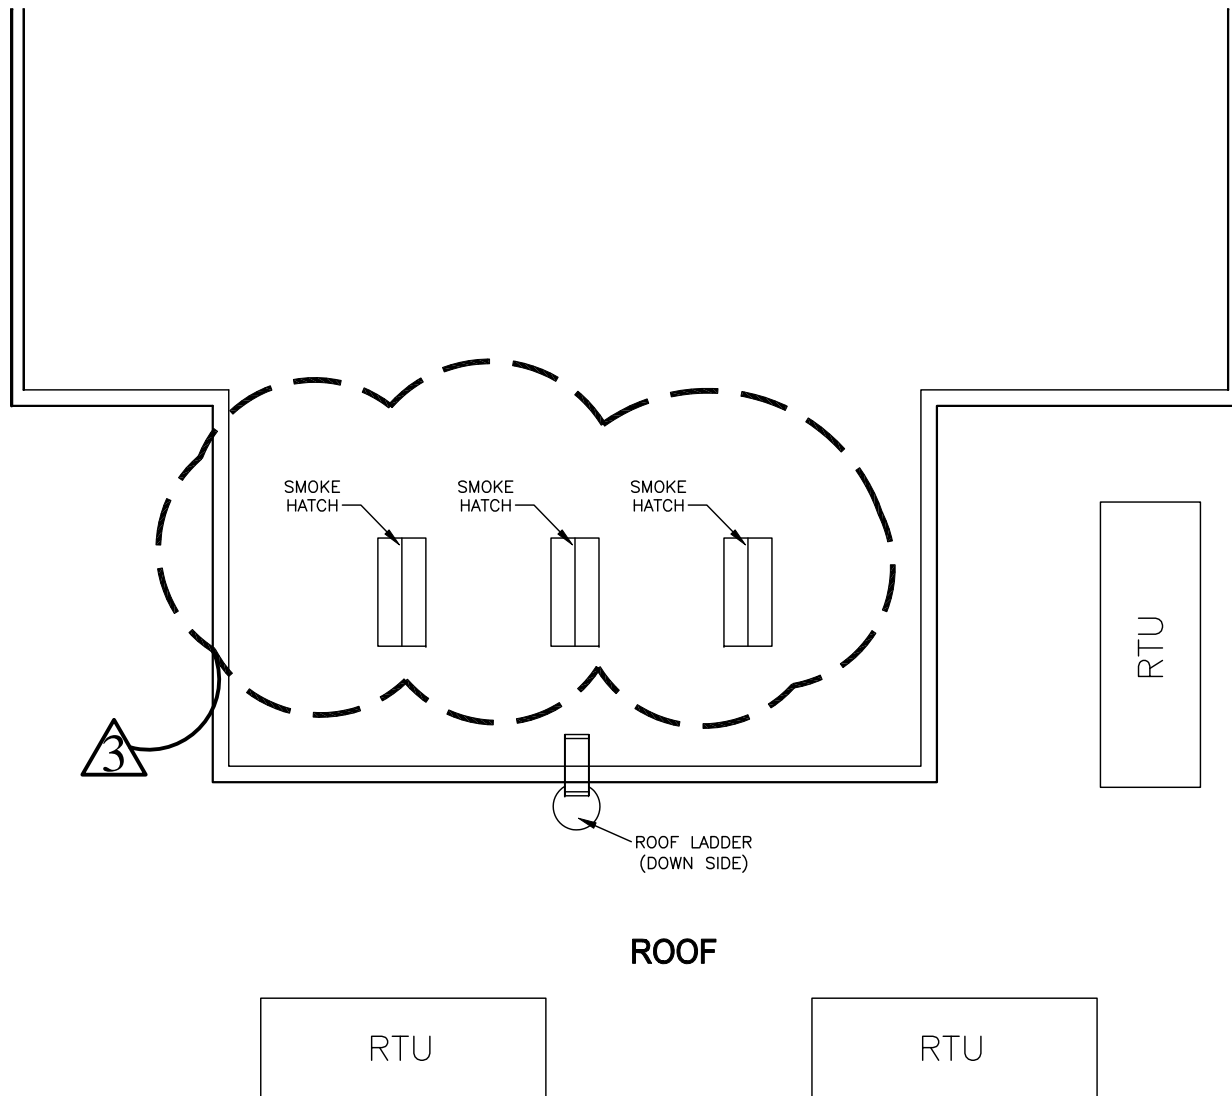 SMOKE
HATCH
SMOKE
HATCH
SMOKE
HATCH
RTU
3
ROOF LADDER
(DOWN SIDE)
ROOF
RTU
RTU